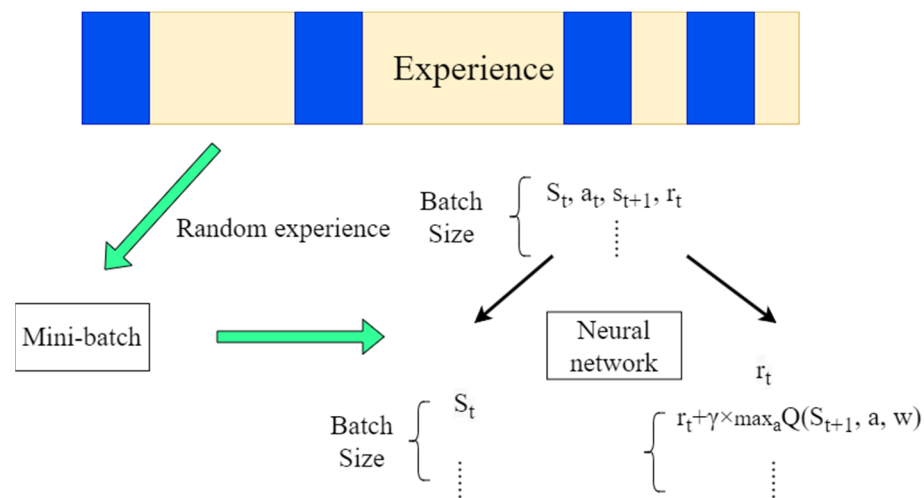 Experience
Random experience
Batch
Size
Sₜ, aₜ, sₜ₊₁, rₜ
Mini-batch
Neural
network
rₜ
Batch
Size
Sₜ
rₜ+γ×maxₐQ(Sₜ₊₁, a, w)